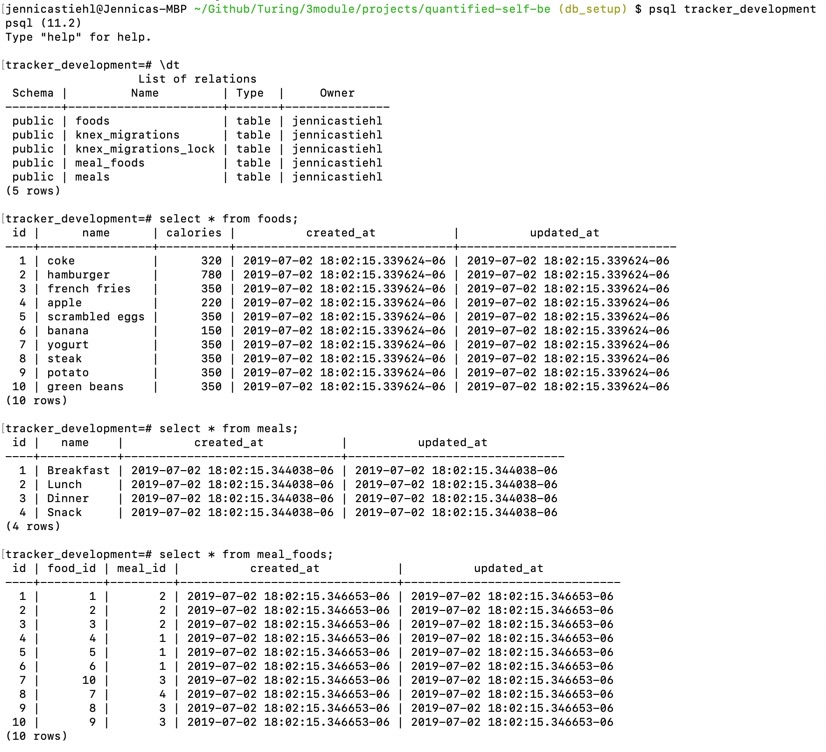 [jennicastiehl@Jennicas-MBP ~/Github/Turing/3module/projects/quantified-self-be (db_setup) $ psql tracker_development
psql (11.2)
Type "help" for help.
[tracker_development=# \dt
List of relations
Schema | Name | Type | Owner
--------+----------------------+-------+---------------
public | foods | table | jennicastiehl
public | knex_migrations | table | jennicastiehl
public | knex_migrations_lock | table | jennicastiehl
public | meal_foods | table | jennicastiehl
public | meals | table | jennicastiehl
(5 rows)
[tracker_development=# select * from foods;
id | name | calories | created_at | updated_at
----+----------------+----------+-------------------------------+-------------------------------
1 | coke | 320 | 2019-07-02 18:02:15.339624-06 | 2019-07-02 18:02:15.339624-06
2 | hamburger | 780 | 2019-07-02 18:02:15.339624-06 | 2019-07-02 18:02:15.339624-06
3 | french fries | 350 | 2019-07-02 18:02:15.339624-06 | 2019-07-02 18:02:15.339624-06
4 | apple | 220 | 2019-07-02 18:02:15.339624-06 | 2019-07-02 18:02:15.339624-06
5 | scrambled eggs | 350 | 2019-07-02 18:02:15.339624-06 | 2019-07-02 18:02:15.339624-06
6 | banana | 150 | 2019-07-02 18:02:15.339624-06 | 2019-07-02 18:02:15.339624-06
7 | yogurt | 350 | 2019-07-02 18:02:15.339624-06 | 2019-07-02 18:02:15.339624-06
8 | steak | 350 | 2019-07-02 18:02:15.339624-06 | 2019-07-02 18:02:15.339624-06
9 | potato | 350 | 2019-07-02 18:02:15.339624-06 | 2019-07-02 18:02:15.339624-06
10 | green beans | 350 | 2019-07-02 18:02:15.339624-06 | 2019-07-02 18:02:15.339624-06
(10 rows)
[tracker_development=# select * from meals;
id | name | created_at | updated_at
----+-----------+-------------------------------+-------------------------------
1 | Breakfast | 2019-07-02 18:02:15.344038-06 | 2019-07-02 18:02:15.344038-06
2 | Lunch | 2019-07-02 18:02:15.344038-06 | 2019-07-02 18:02:15.344038-06
3 | Dinner | 2019-07-02 18:02:15.344038-06 | 2019-07-02 18:02:15.344038-06
4 | Snack | 2019-07-02 18:02:15.344038-06 | 2019-07-02 18:02:15.344038-06
(4 rows)
[tracker_development=# select * from meal_foods;
id | food_id | meal_id | created_at | updated_at
----+---------+---------+-------------------------------+-------------------------------
1 | 1 | 2 | 2019-07-02 18:02:15.346653-06 | 2019-07-02 18:02:15.346653-06
2 | 2 | 2 | 2019-07-02 18:02:15.346653-06 | 2019-07-02 18:02:15.346653-06
3 | 3 | 2 | 2019-07-02 18:02:15.346653-06 | 2019-07-02 18:02:15.346653-06
4 | 4 | 1 | 2019-07-02 18:02:15.346653-06 | 2019-07-02 18:02:15.346653-06
5 | 5 | 1 | 2019-07-02 18:02:15.346653-06 | 2019-07-02 18:02:15.346653-06
6 | 6 | 1 | 2019-07-02 18:02:15.346653-06 | 2019-07-02 18:02:15.346653-06
7 | 10 | 3 | 2019-07-02 18:02:15.346653-06 | 2019-07-02 18:02:15.346653-06
8 | 7 | 4 | 2019-07-02 18:02:15.346653-06 | 2019-07-02 18:02:15.346653-06
9 | 8 | 3 | 2019-07-02 18:02:15.346653-06 | 2019-07-02 18:02:15.346653-06
10 | 9 | 3 | 2019-07-02 18:02:15.346653-06 | 2019-07-02 18:02:15.346653-06
(10 rows)